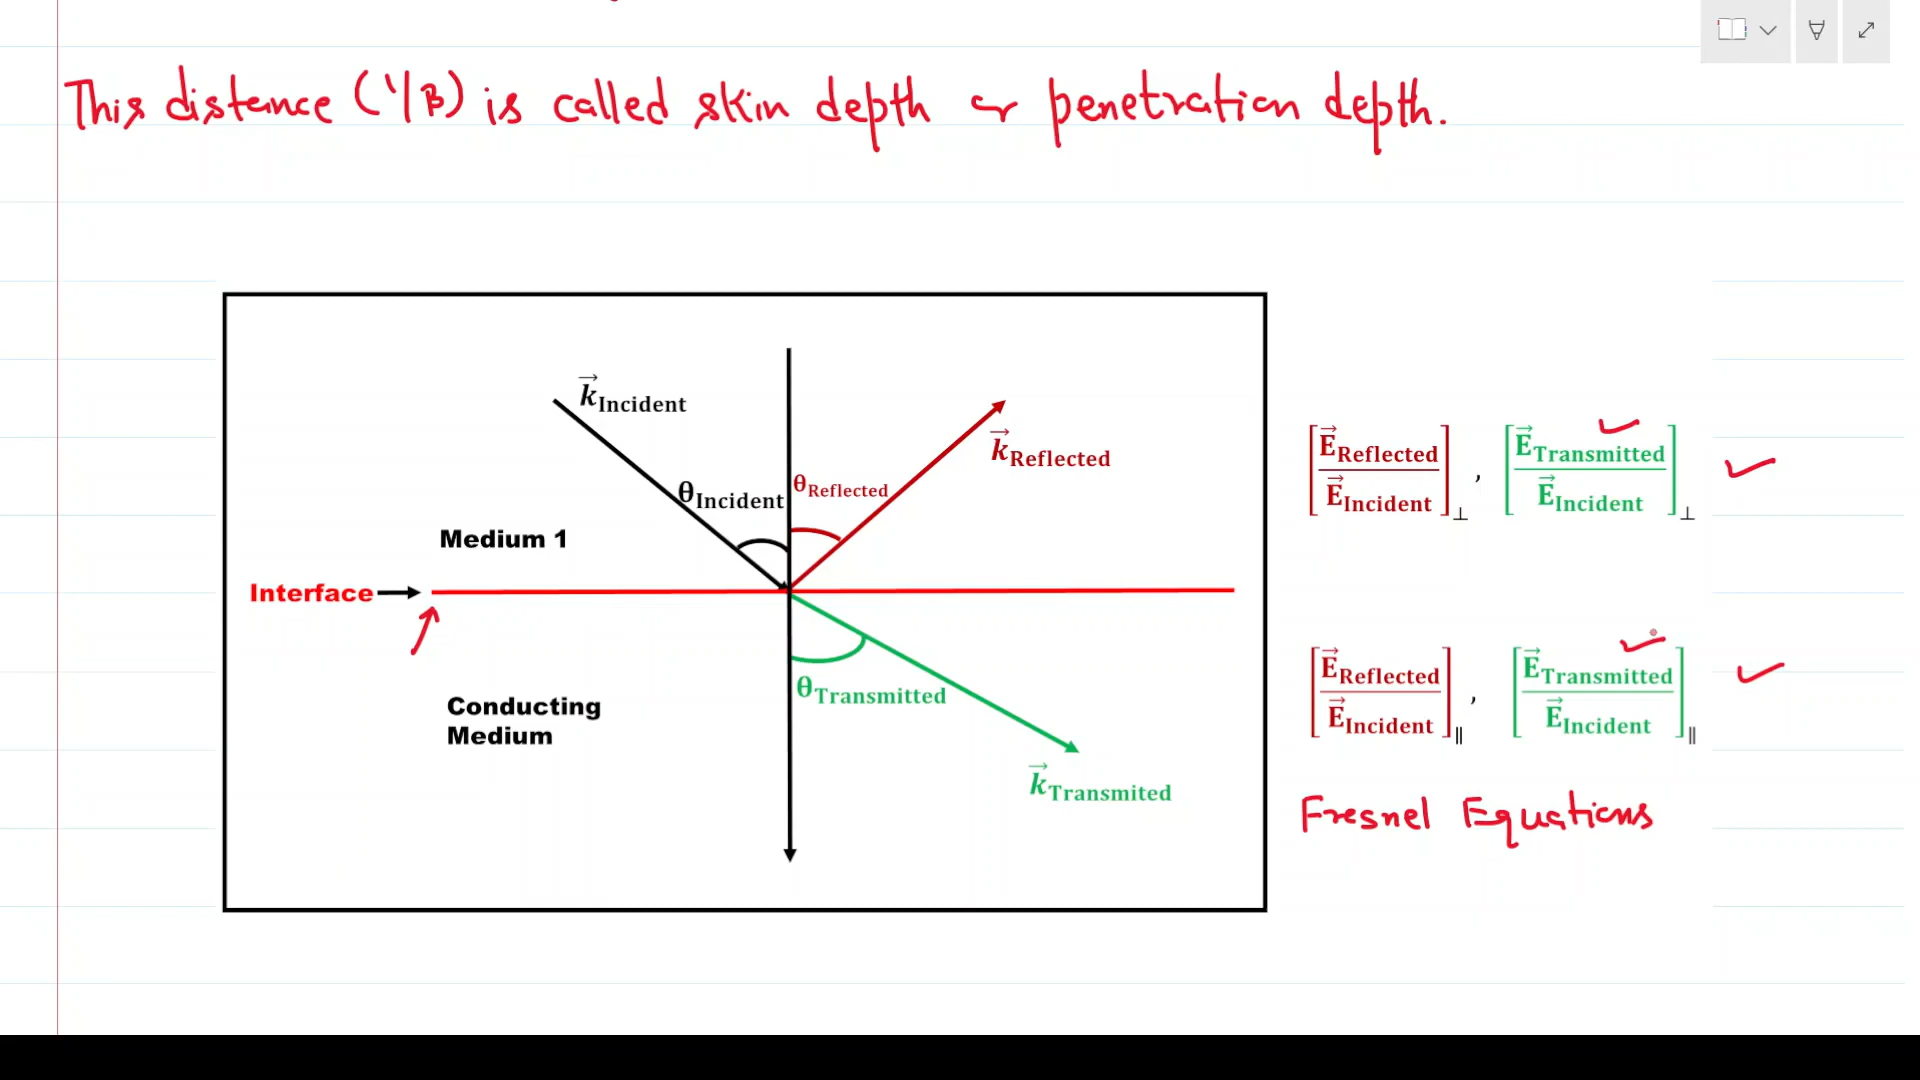 This distance (1/β) is called skin depth or penetration depth.
k⃗Incident
k⃗Reflected
θIncident
θReflected
Medium 1
Interface
θTransmitted
Conducting
Medium
k⃗Transmited
[E⃗Reflected / E⃗Incident]⊥ , [E⃗Transmitted / E⃗Incident]⊥
[E⃗Reflected / E⃗Incident]∥ , [E⃗Transmitted / E⃗Incident]∥
Fresnel Equations